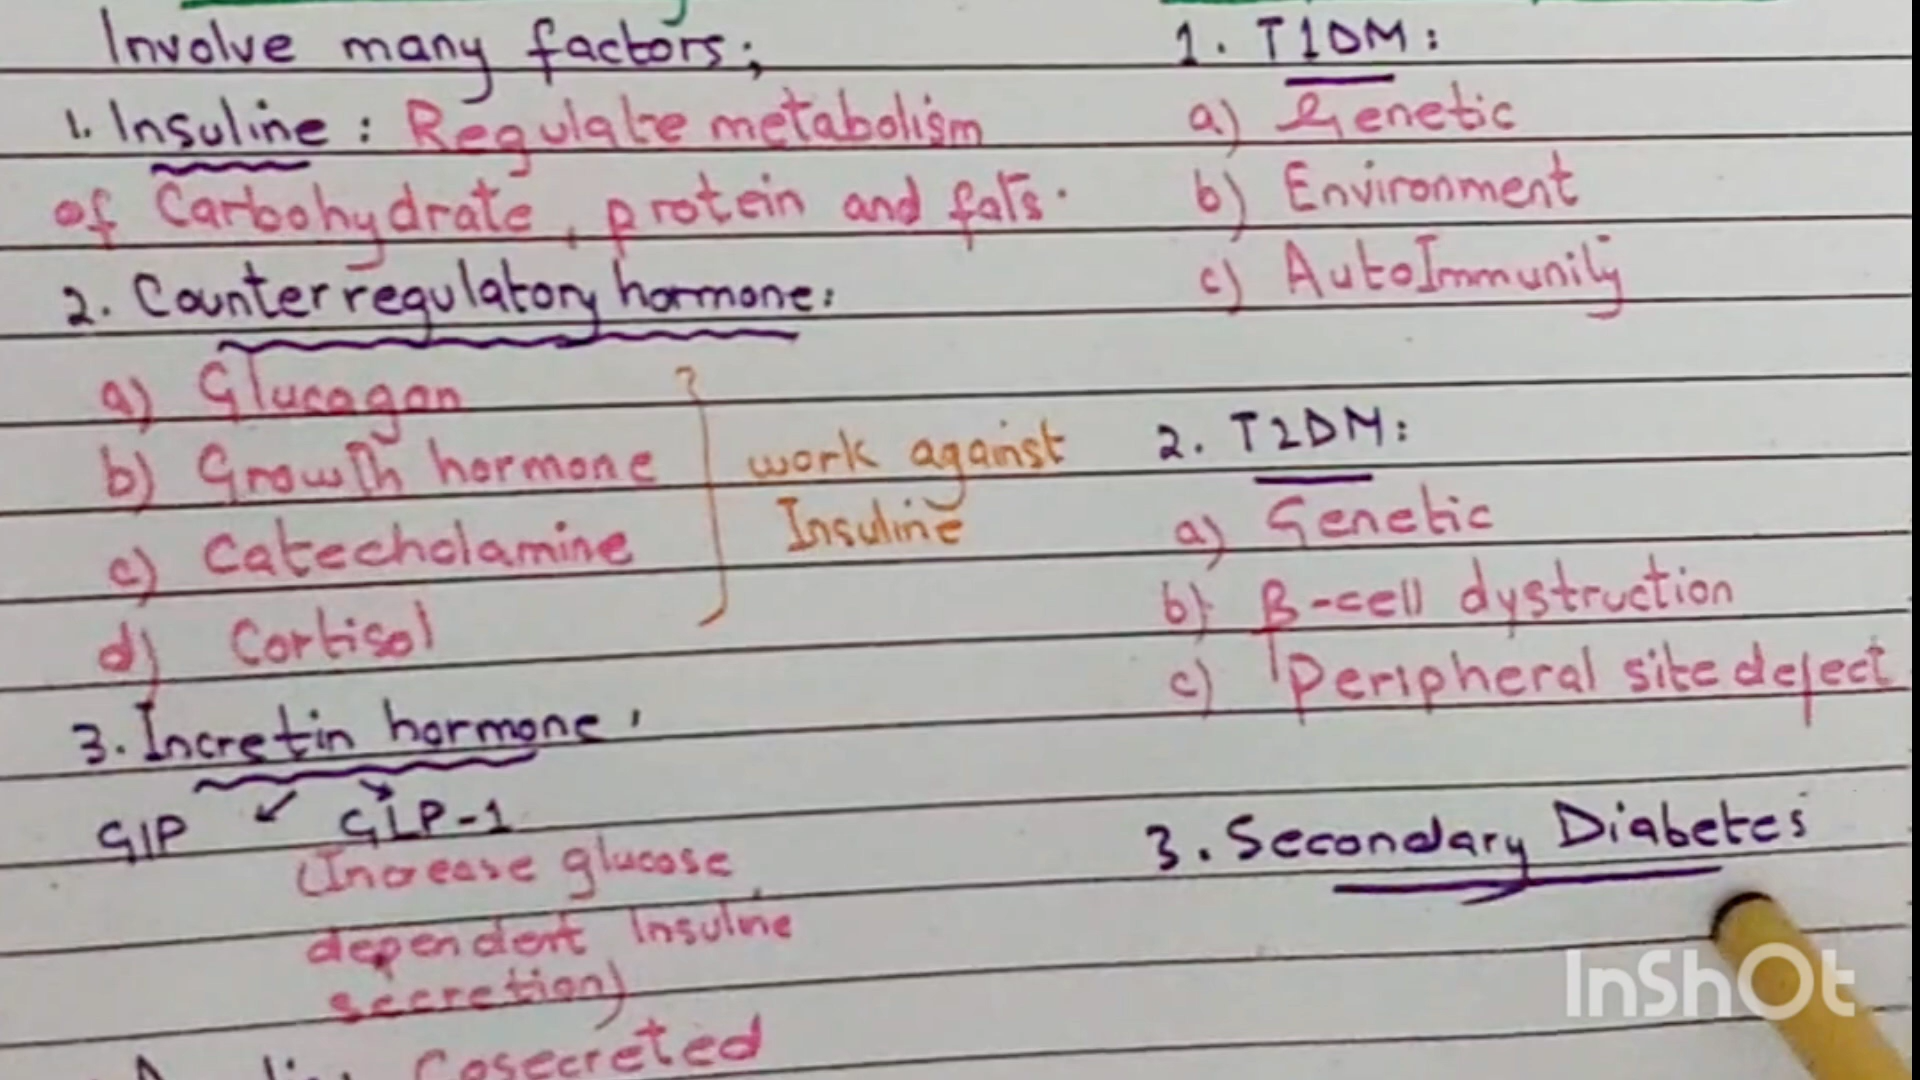 Involve many factors;
1. Insuline : Regulate metabolism
of Carbohydrate, protein and fats.
2. Counter regulatory hormone:
a) Glucagan
b) Growth hormone
c) Catecholamine
d) Cortisol
work against
Insuline
3. Incretin hormone,
GIP GLP-1
(Increase glucose
dependent Insuline
secretion)
Cosecreted
1. T1DM:
a) Genetic
b) Environment
c) AutoImmunity
2. T2DM:
a) Genetic
b) B-cell dystruction
c) Peripheral site defect
3. Secondary Diabetes
InShOt